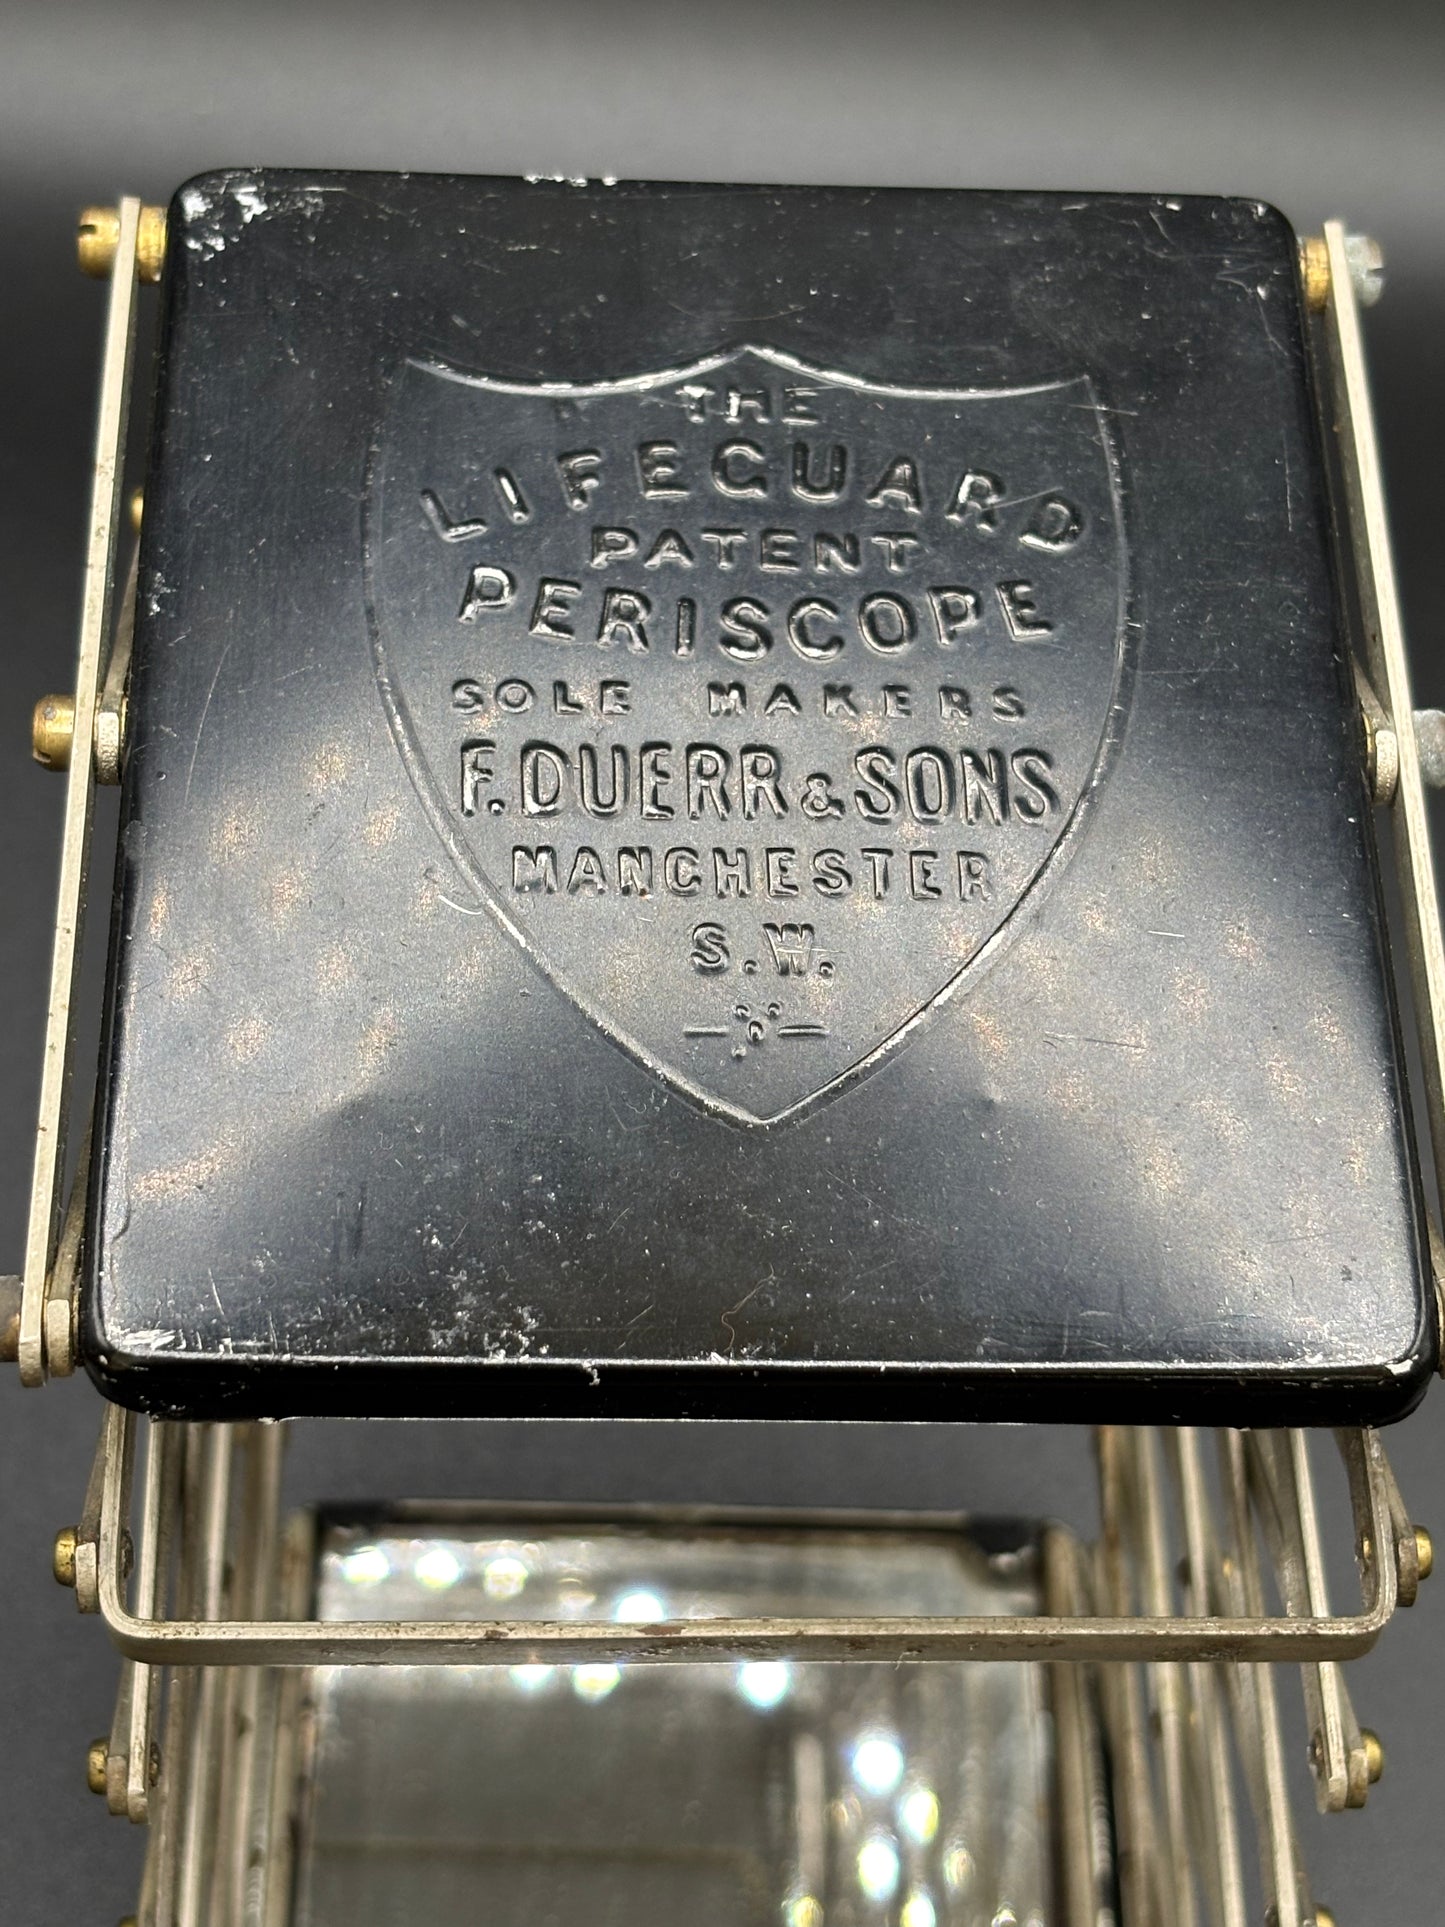 THE
LIFEGUARD
PATENT
PERISCOPE
SOLE MAKERS
F. DUERR & SONS
MANCHESTER
S.W.